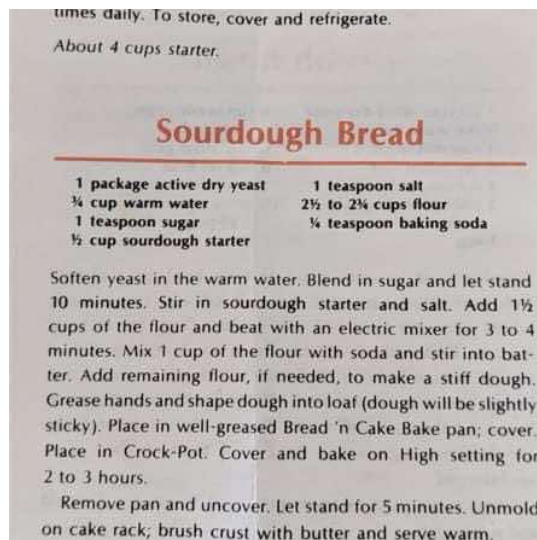 times daily. To store, cover and refrigerate.
About 4 cups starter.
Sourdough Bread
1 package active dry yeast
¾ cup warm water
1 teaspoon sugar
½ cup sourdough starter
1 teaspoon salt
2½ to 2¾ cups flour
¼ teaspoon baking soda
Soften yeast in the warm water. Blend in sugar and let stand
10 minutes. Stir in sourdough starter and salt. Add 1½
cups of the flour and beat with an electric mixer for 3 to 4
minutes. Mix 1 cup of the flour with soda and stir into bat-
ter. Add remaining flour, if needed, to make a stiff dough.
Grease hands and shape dough into loaf (dough will be slightly
sticky). Place in well-greased Bread 'n Cake Bake pan; cover.
Place in Crock-Pot. Cover and bake on High setting for
2 to 3 hours.
Remove pan and uncover. Let stand for 5 minutes. Unmold
on cake rack; brush crust with butter and serve warm.